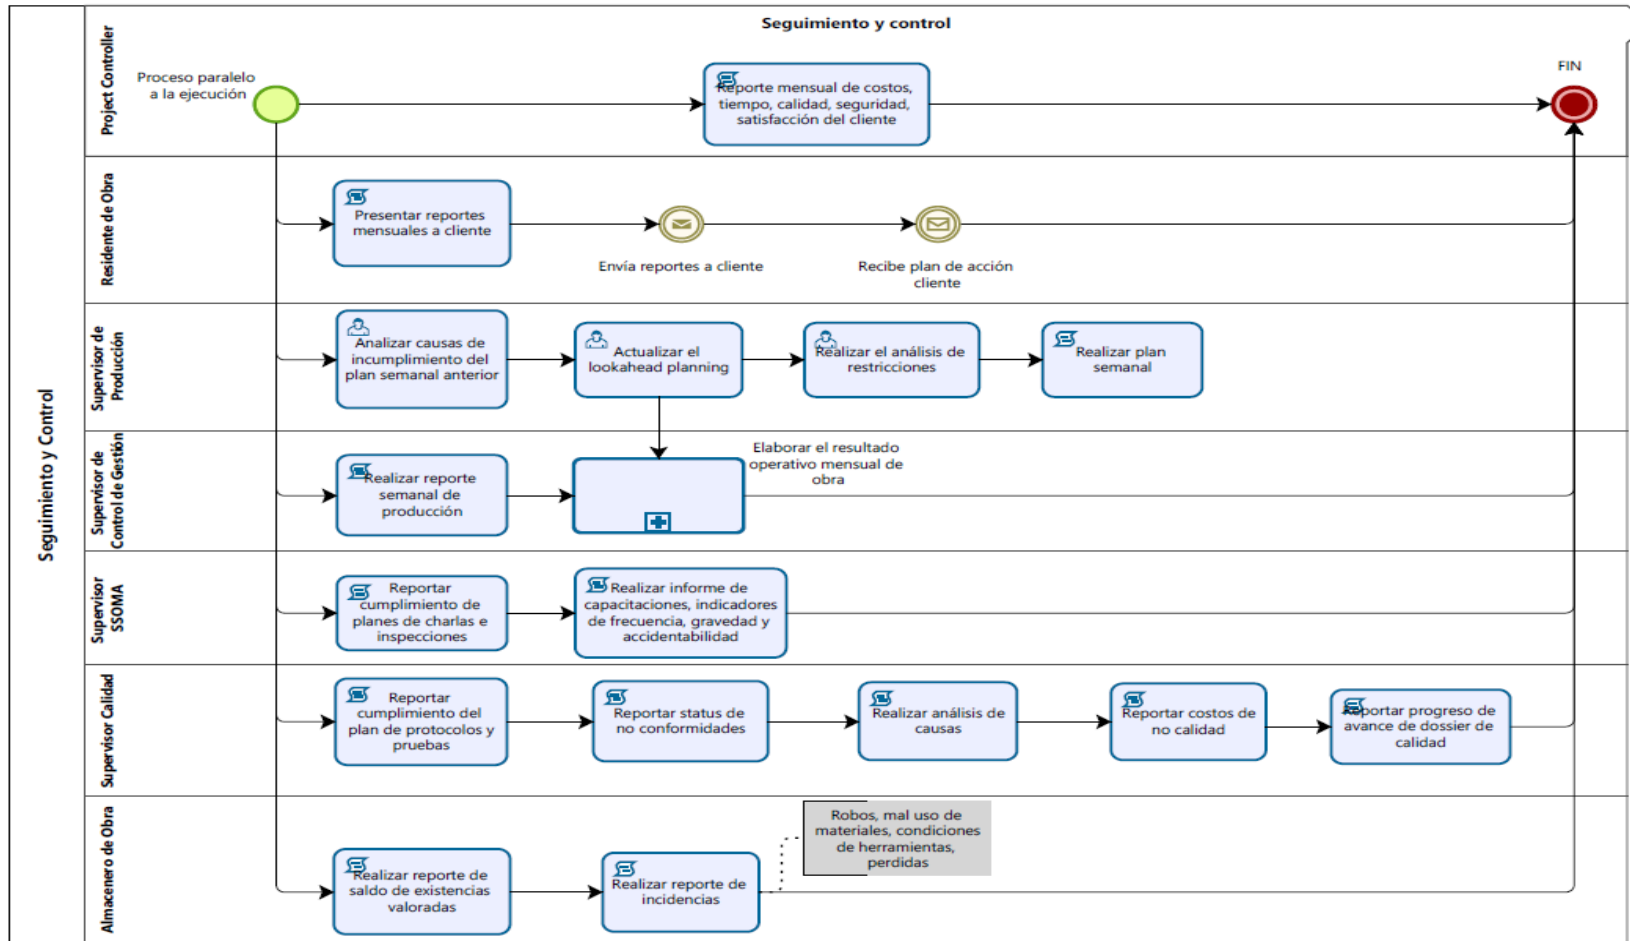 Seguimiento y control
Seguimiento y Control
Project Controller
Proceso paralelo
a la ejecución
Reporte mensual de costos,
tiempo, calidad, seguridad,
satisfacción del cliente
FIN
Residente de Obra
Presentar reportes
mensuales a cliente
Envía reportes a cliente
Recibe plan de acción
cliente
Supervisor de
Producción
Analizar causas de
incumplimiento del
plan semanal anterior
Actualizar el
lookahead planning
Realizar el análisis de
restricciones
Realizar plan
semanal
Supervisor de
Control de Gestión
Realizar reporte
semanal de
producción
Elaborar el resultado
operativo mensual de
obra
Supervisor
SSOMA
Reportar
cumplimiento de
planes de charlas e
inspecciones
Realizar informe de
capacitaciones, indicadores
de frecuencia, gravedad y
accidentabilidad
Supervisor Calidad
Reportar
cumplimiento del
plan de protocolos y
pruebas
Reportar status de
no conformidades
Realizar análisis de
causas
Reportar costos de
no calidad
Reportar progreso de
avance de dossier de
calidad
Almacenero de Obra
Realizar reporte de
saldo de existencias
valoradas
Realizar reporte de
incidencias
Robos, mal uso de
materiales, condiciones
de herramientas,
perdidas